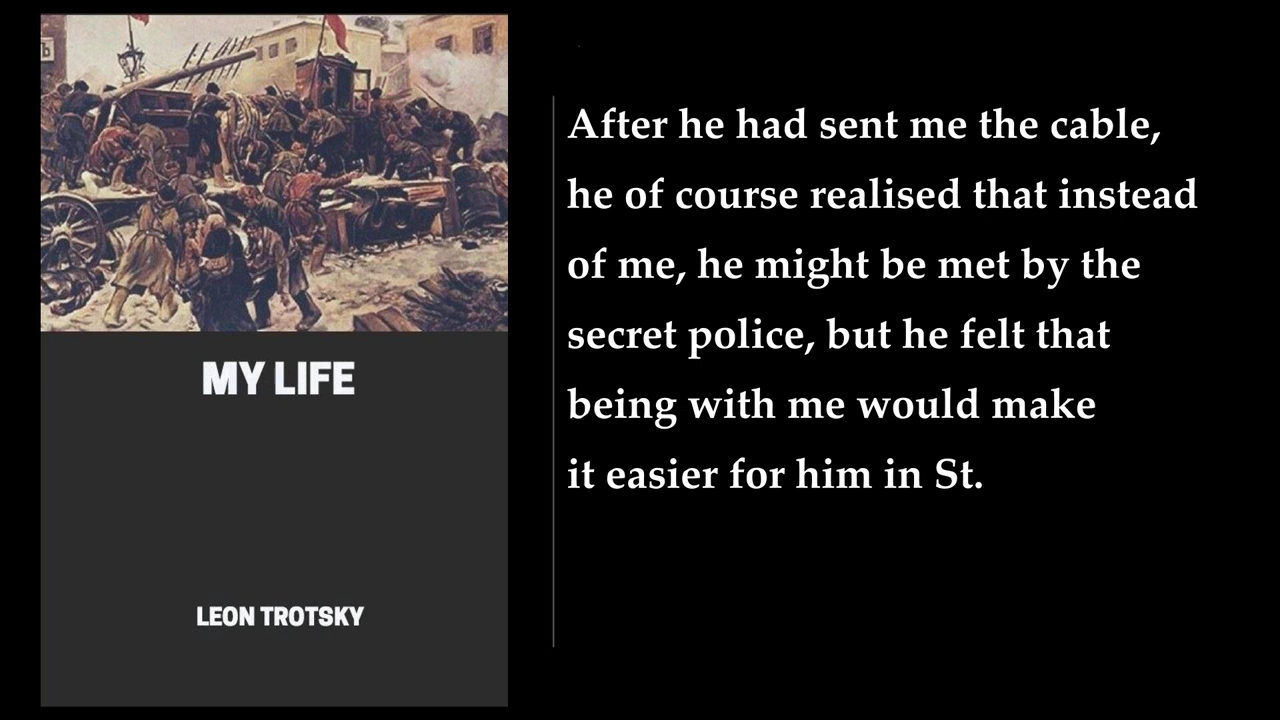 MY LIFE
LEON TROTSKY
After he had sent me the cable,
he of course realised that instead
of me, he might be met by the
secret police, but he felt that
being with me would make
it easier for him in St.